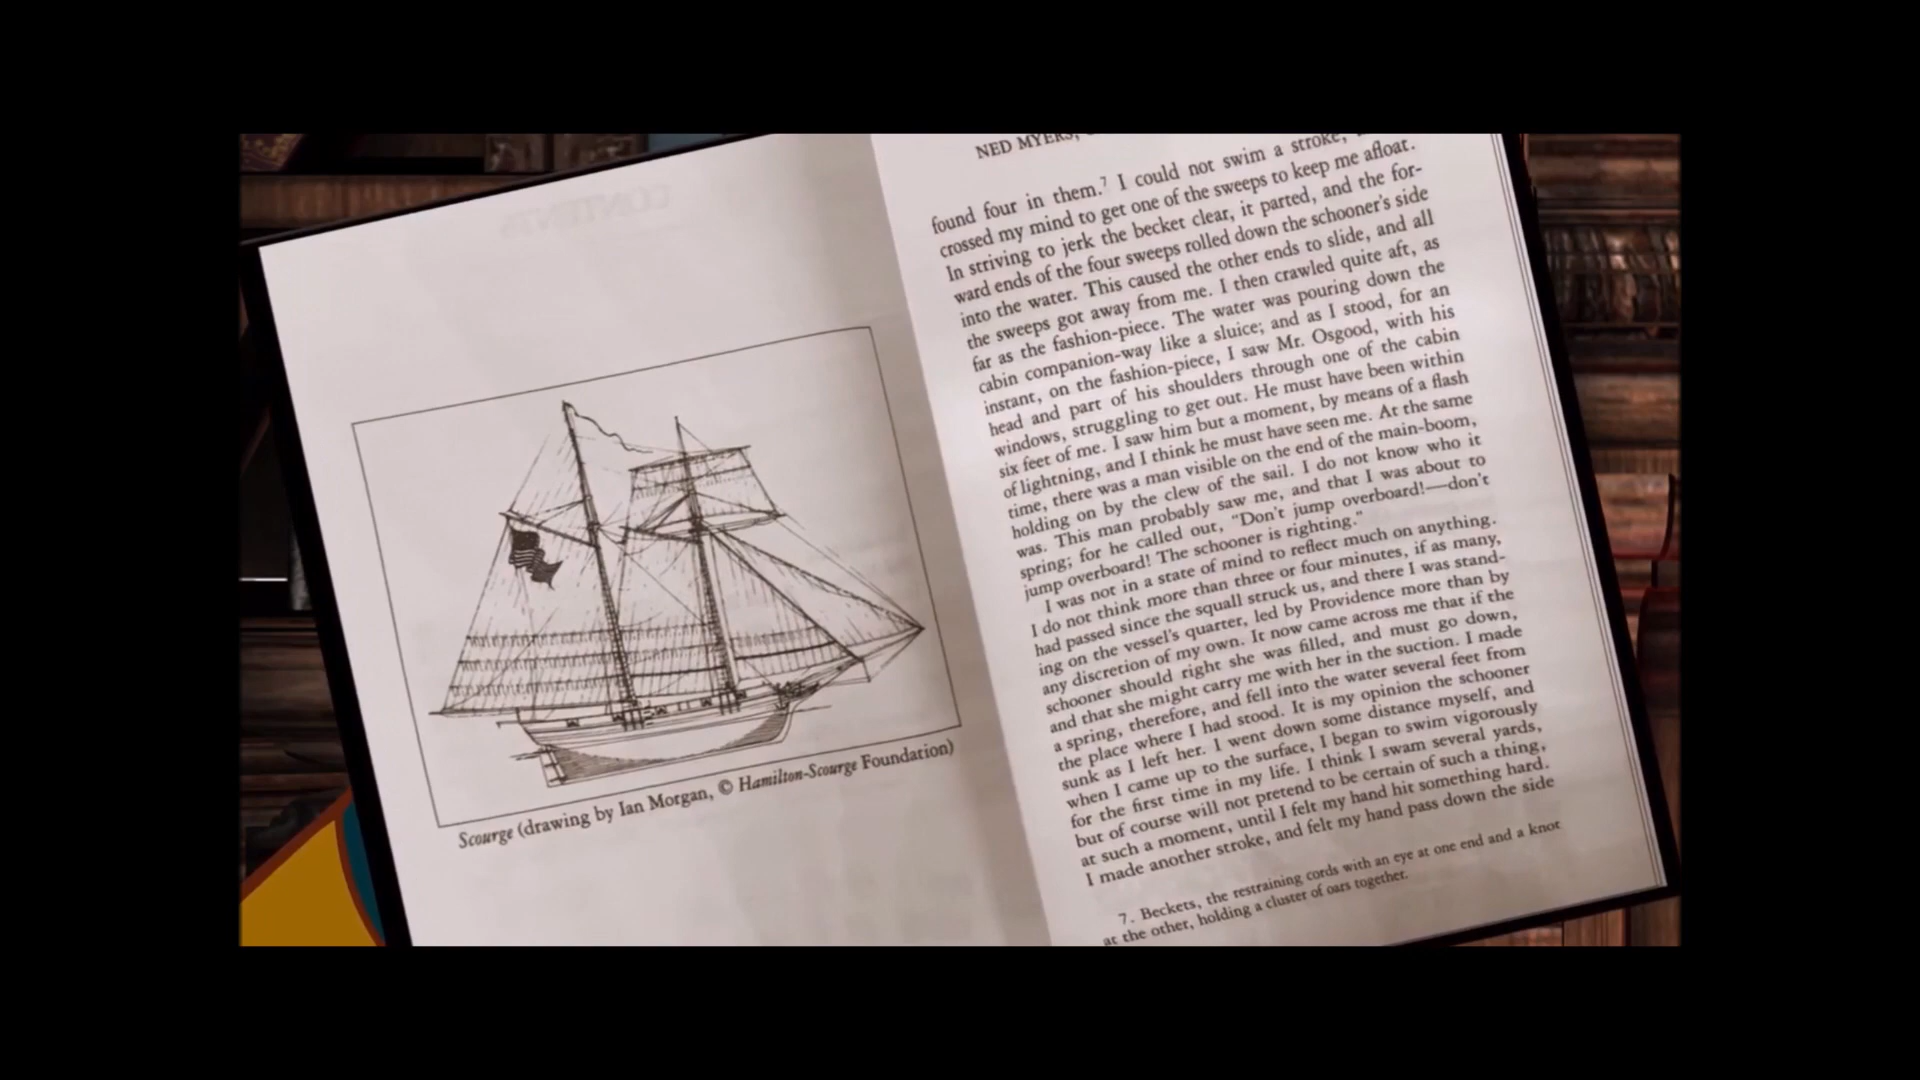 Scourge (drawing by Ian Morgan, © Hamilton-Scourge Foundation)
NED MYERS,
found four in them.⁷ I could not swim a stroke,
crossed my mind to get one of the sweeps to keep me afloat.
In striving to jerk the becket clear, it parted, and the for-
ward ends of the four sweeps rolled down the schooner's side
into the water. This caused the other ends to slide, and all
the sweeps got away from me. I then crawled quite aft, as
far as the fashion-piece. The water was pouring down the
cabin companion-way like a sluice; and as I stood, for an
instant, on the fashion-piece, I saw Mr. Osgood, with his
head and part of his shoulders through one of the cabin
windows, struggling to get out. He must have been within
six feet of me. I saw him but a moment, by means of a flash
of lightning, and I think he must have seen me. At the same
time, there was a man visible on the end of the main-boom,
holding on by the clew of the sail. I do not know who it
was. This man probably saw me, and that I was about to
spring; for he called out, “Don't jump overboard!—don't
jump overboard! The schooner is righting.”
I was not in a state of mind to reflect much on anything.
I do not think more than three or four minutes, if as many,
had passed since the squall struck us, and there I was stand-
ing on the vessel's quarter, led by Providence more than by
any discretion of my own. It now came across me that if the
schooner should right she was filled, and must go down,
and that she might carry me with her in the suction. I made
a spring, therefore, and fell into the water several feet from
the place where I had stood. It is my opinion the schooner
sunk as I left her. I went down some distance myself, and
when I came up to the surface, I began to swim vigorously
for the first time in my life. I think I swam several yards,
but of course will not pretend to be certain of such a thing,
at such a moment, until I felt my hand hit something hard.
I made another stroke, and felt my hand pass down the side
7. Beckets, the restraining cords with an eye at one end and a knot
at the other, holding a cluster of oars together.